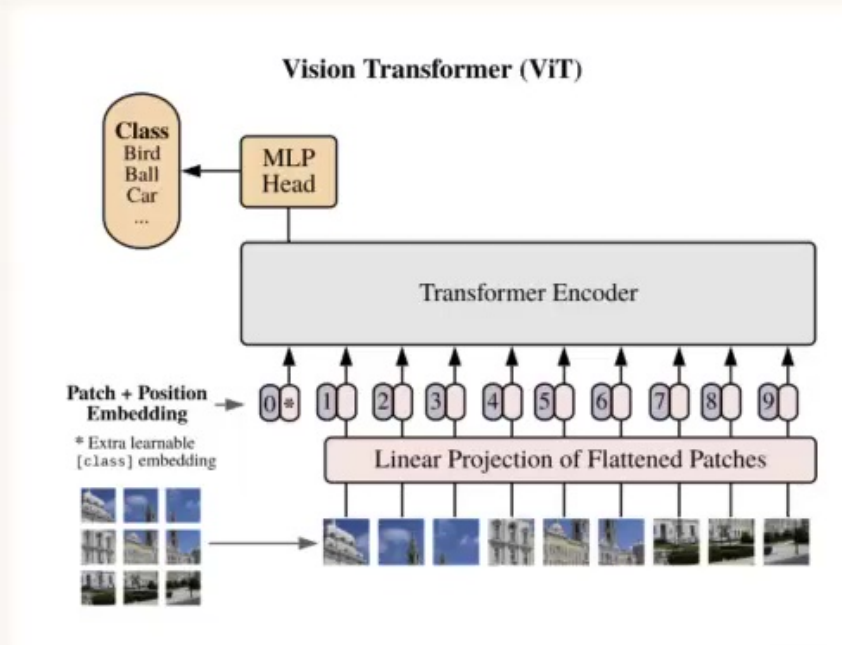 Vision Transformer (ViT)
Class
Bird
Ball
Car
...
MLP
Head
Transformer Encoder
Patch + Position
Embedding
0 * 1 2 3 4 5 6 7 8 9
* Extra learnable
[class] embedding
Linear Projection of Flattened Patches